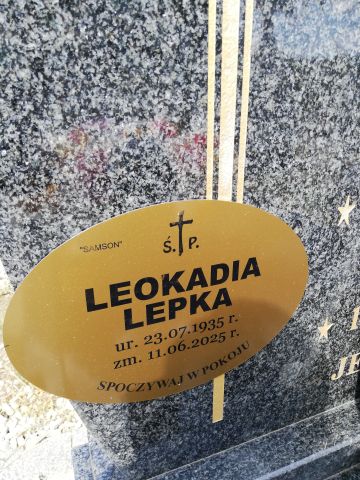 "SAMSON"
Ś.P.
LEOKADIA
LEPKA
ur. 23.07.1935 r.
zm. 11.06.2025 r.
SPOCZYWAJ W POKOJU